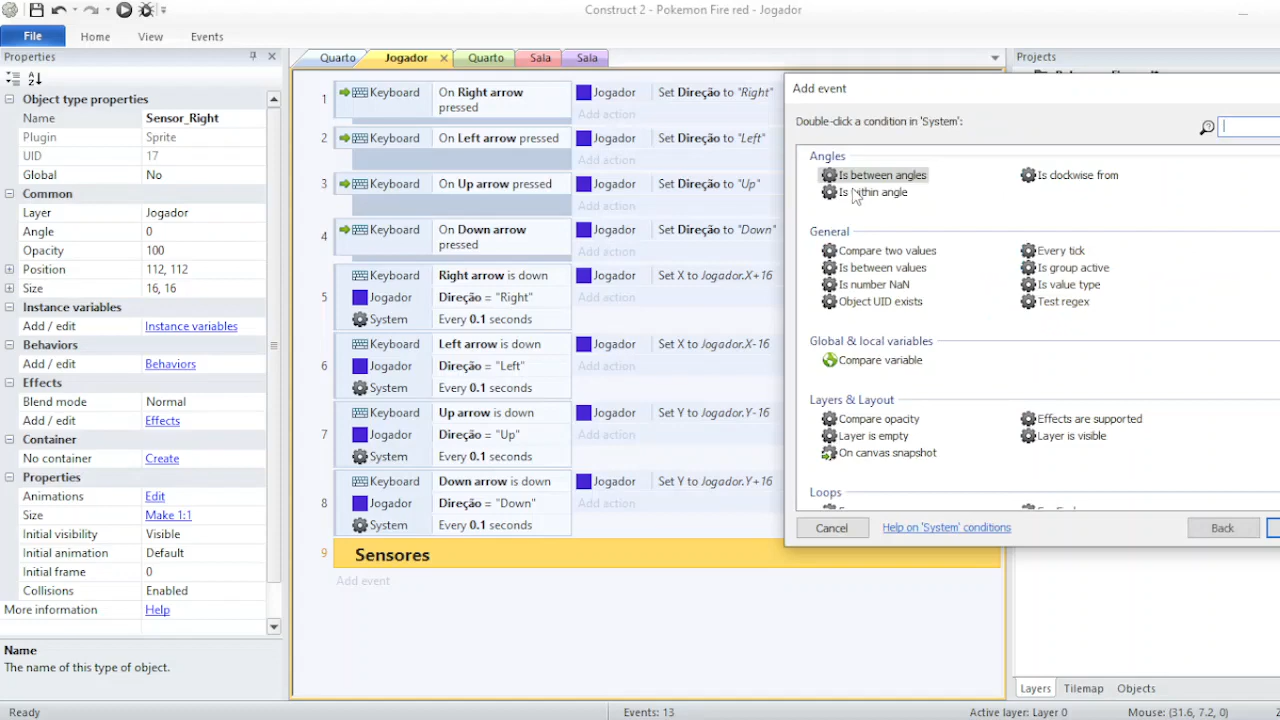 Construct 2 - Pokemon Fire red - Jogador
File Home View Events
Properties
Object type properties
Name Sensor_Right
Plugin Sprite
UID 17
Global No
Common
Layer Jogador
Angle 0
Opacity 100
Position 112, 112
Size 16, 16
Instance variables
Add / edit Instance variables
Behaviors
Add / edit Behaviors
Effects
Blend mode Normal
Add / edit Effects
Container
No container Create
Properties
Animations Edit
Size Make 1:1
Initial visibility Visible
Initial animation Default
Initial frame 0
Collisions Enabled
More information Help
Name
The name of this type of object.
Quarto Jogador Quarto Sala Sala
1 Keyboard On Right arrow pressed Jogador Set Direção to "Right"
Add action
2 Keyboard On Left arrow pressed Jogador Set Direção to "Left"
Add action
3 Keyboard On Up arrow pressed Jogador Set Direção to "Up"
Add action
4 Keyboard On Down arrow pressed Jogador Set Direção to "Down"
Add action
5 Keyboard Right arrow is down Jogador Set X to Jogador.X+16
Jogador Direção = "Right" Add action
System Every 0.1 seconds
6 Keyboard Left arrow is down Jogador Set X to Jogador.X-16
Jogador Direção = "Left" Add action
System Every 0.1 seconds
7 Keyboard Up arrow is down Jogador Set Y to Jogador.Y-16
Jogador Direção = "Up" Add action
System Every 0.1 seconds
8 Keyboard Down arrow is down Jogador Set Y to Jogador.Y+16
Jogador Direção = "Down" Add action
System Every 0.1 seconds
9 Sensores
Add event
Add event
Double-click a condition in 'System':
Angles
Is between angles Is clockwise from
Is within angle
General
Compare two values Every tick
Is between values Is group active
Is number NaN Is value type
Object UID exists Test regex
Global & local variables
Compare variable
Layers & Layout
Compare opacity Effects are supported
Layer is empty Layer is visible
On canvas snapshot
Loops
Cancel Help on 'System' conditions Back
Projects
Layers Tilemap Objects
Ready Events: 13 Active layer: Layer 0 Mouse: (31.6, 7.2, 0)